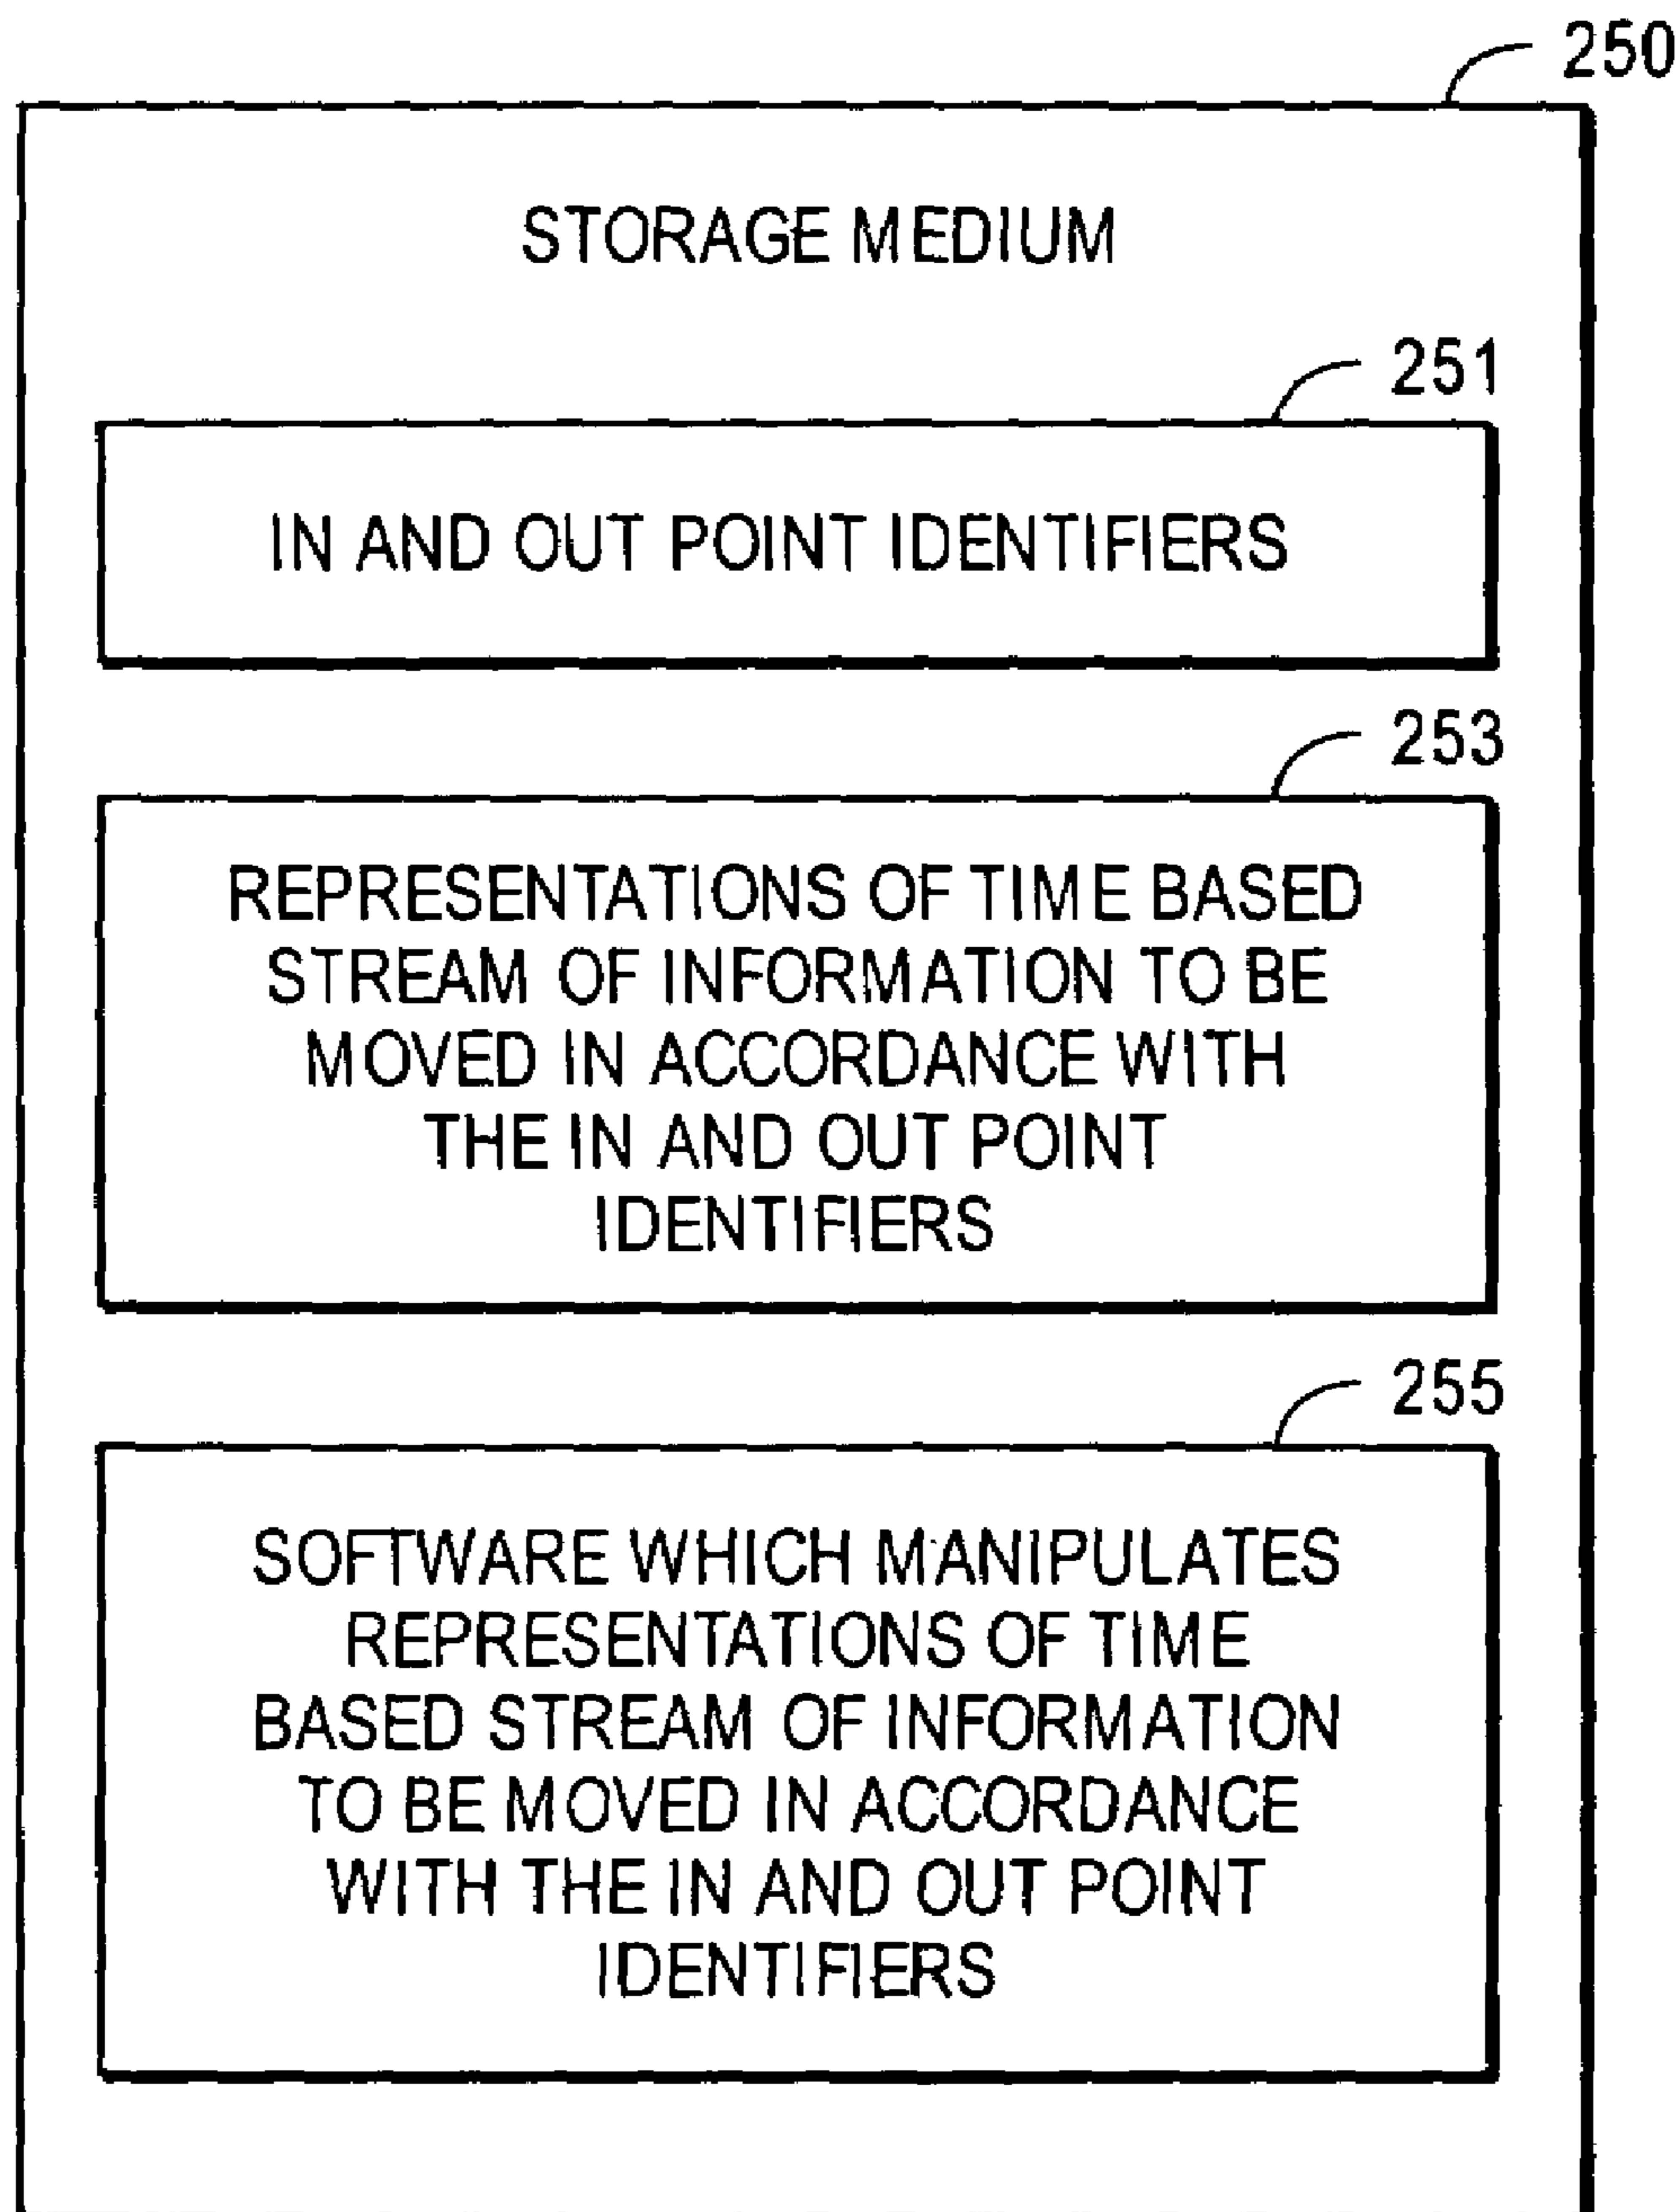 250
STORAGE MEDIUM
251
IN AND OUT POINT IDENTIFIERS
253
REPRESENTATIONS OF TIME BASED
STREAM OF INFORMATION TO BE
MOVED IN ACCORDANCE WITH
THE IN AND OUT POINT
IDENTIFIERS
255
SOFTWARE WHICH MANIPULATES
REPRESENTATIONS OF TIME
BASED STREAM OF INFORMATION
TO BE MOVED IN ACCORDANCE
WITH THE IN AND OUT POINT
IDENTIFIERS